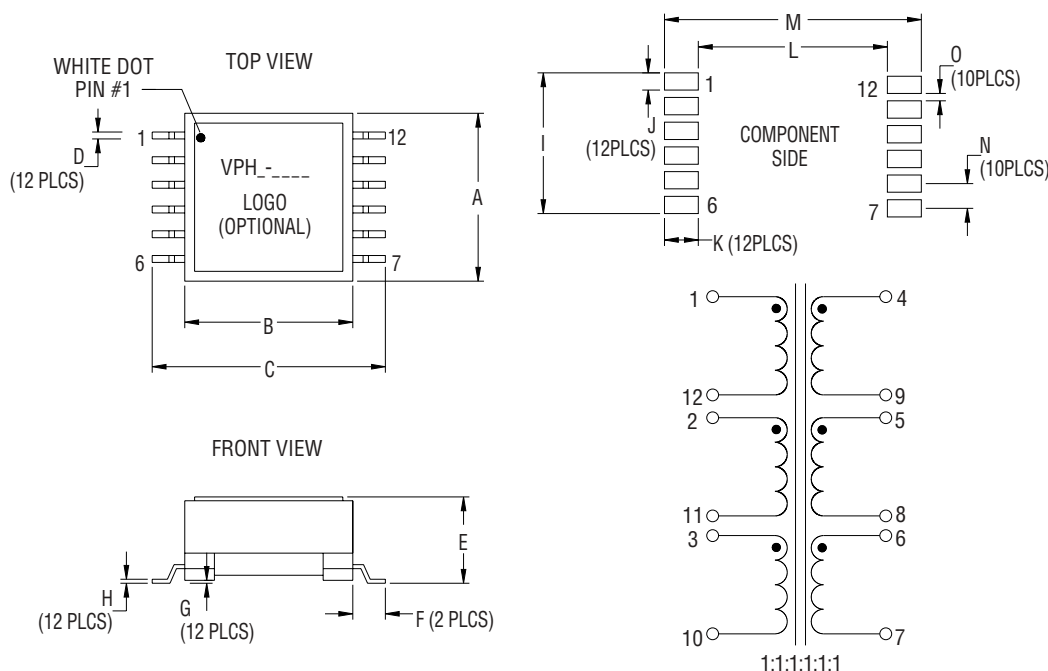 TOP VIEW
WHITE DOT
PIN #1
1
12
D
(12 PLCS)
VPH_-____
LOGO
(OPTIONAL)
A
6
7
B
C
M
L
O
(10PLCS)
1
12
I
J
(12PLCS)
COMPONENT
SIDE
N
(10PLCS)
6
7
K (12PLCS)
FRONT VIEW
E
H
(12 PLCS)
G
(12 PLCS)
F (2 PLCS)
1
4
12
9
2
5
11
8
3
6
10
7
1:1:1:1:1:1